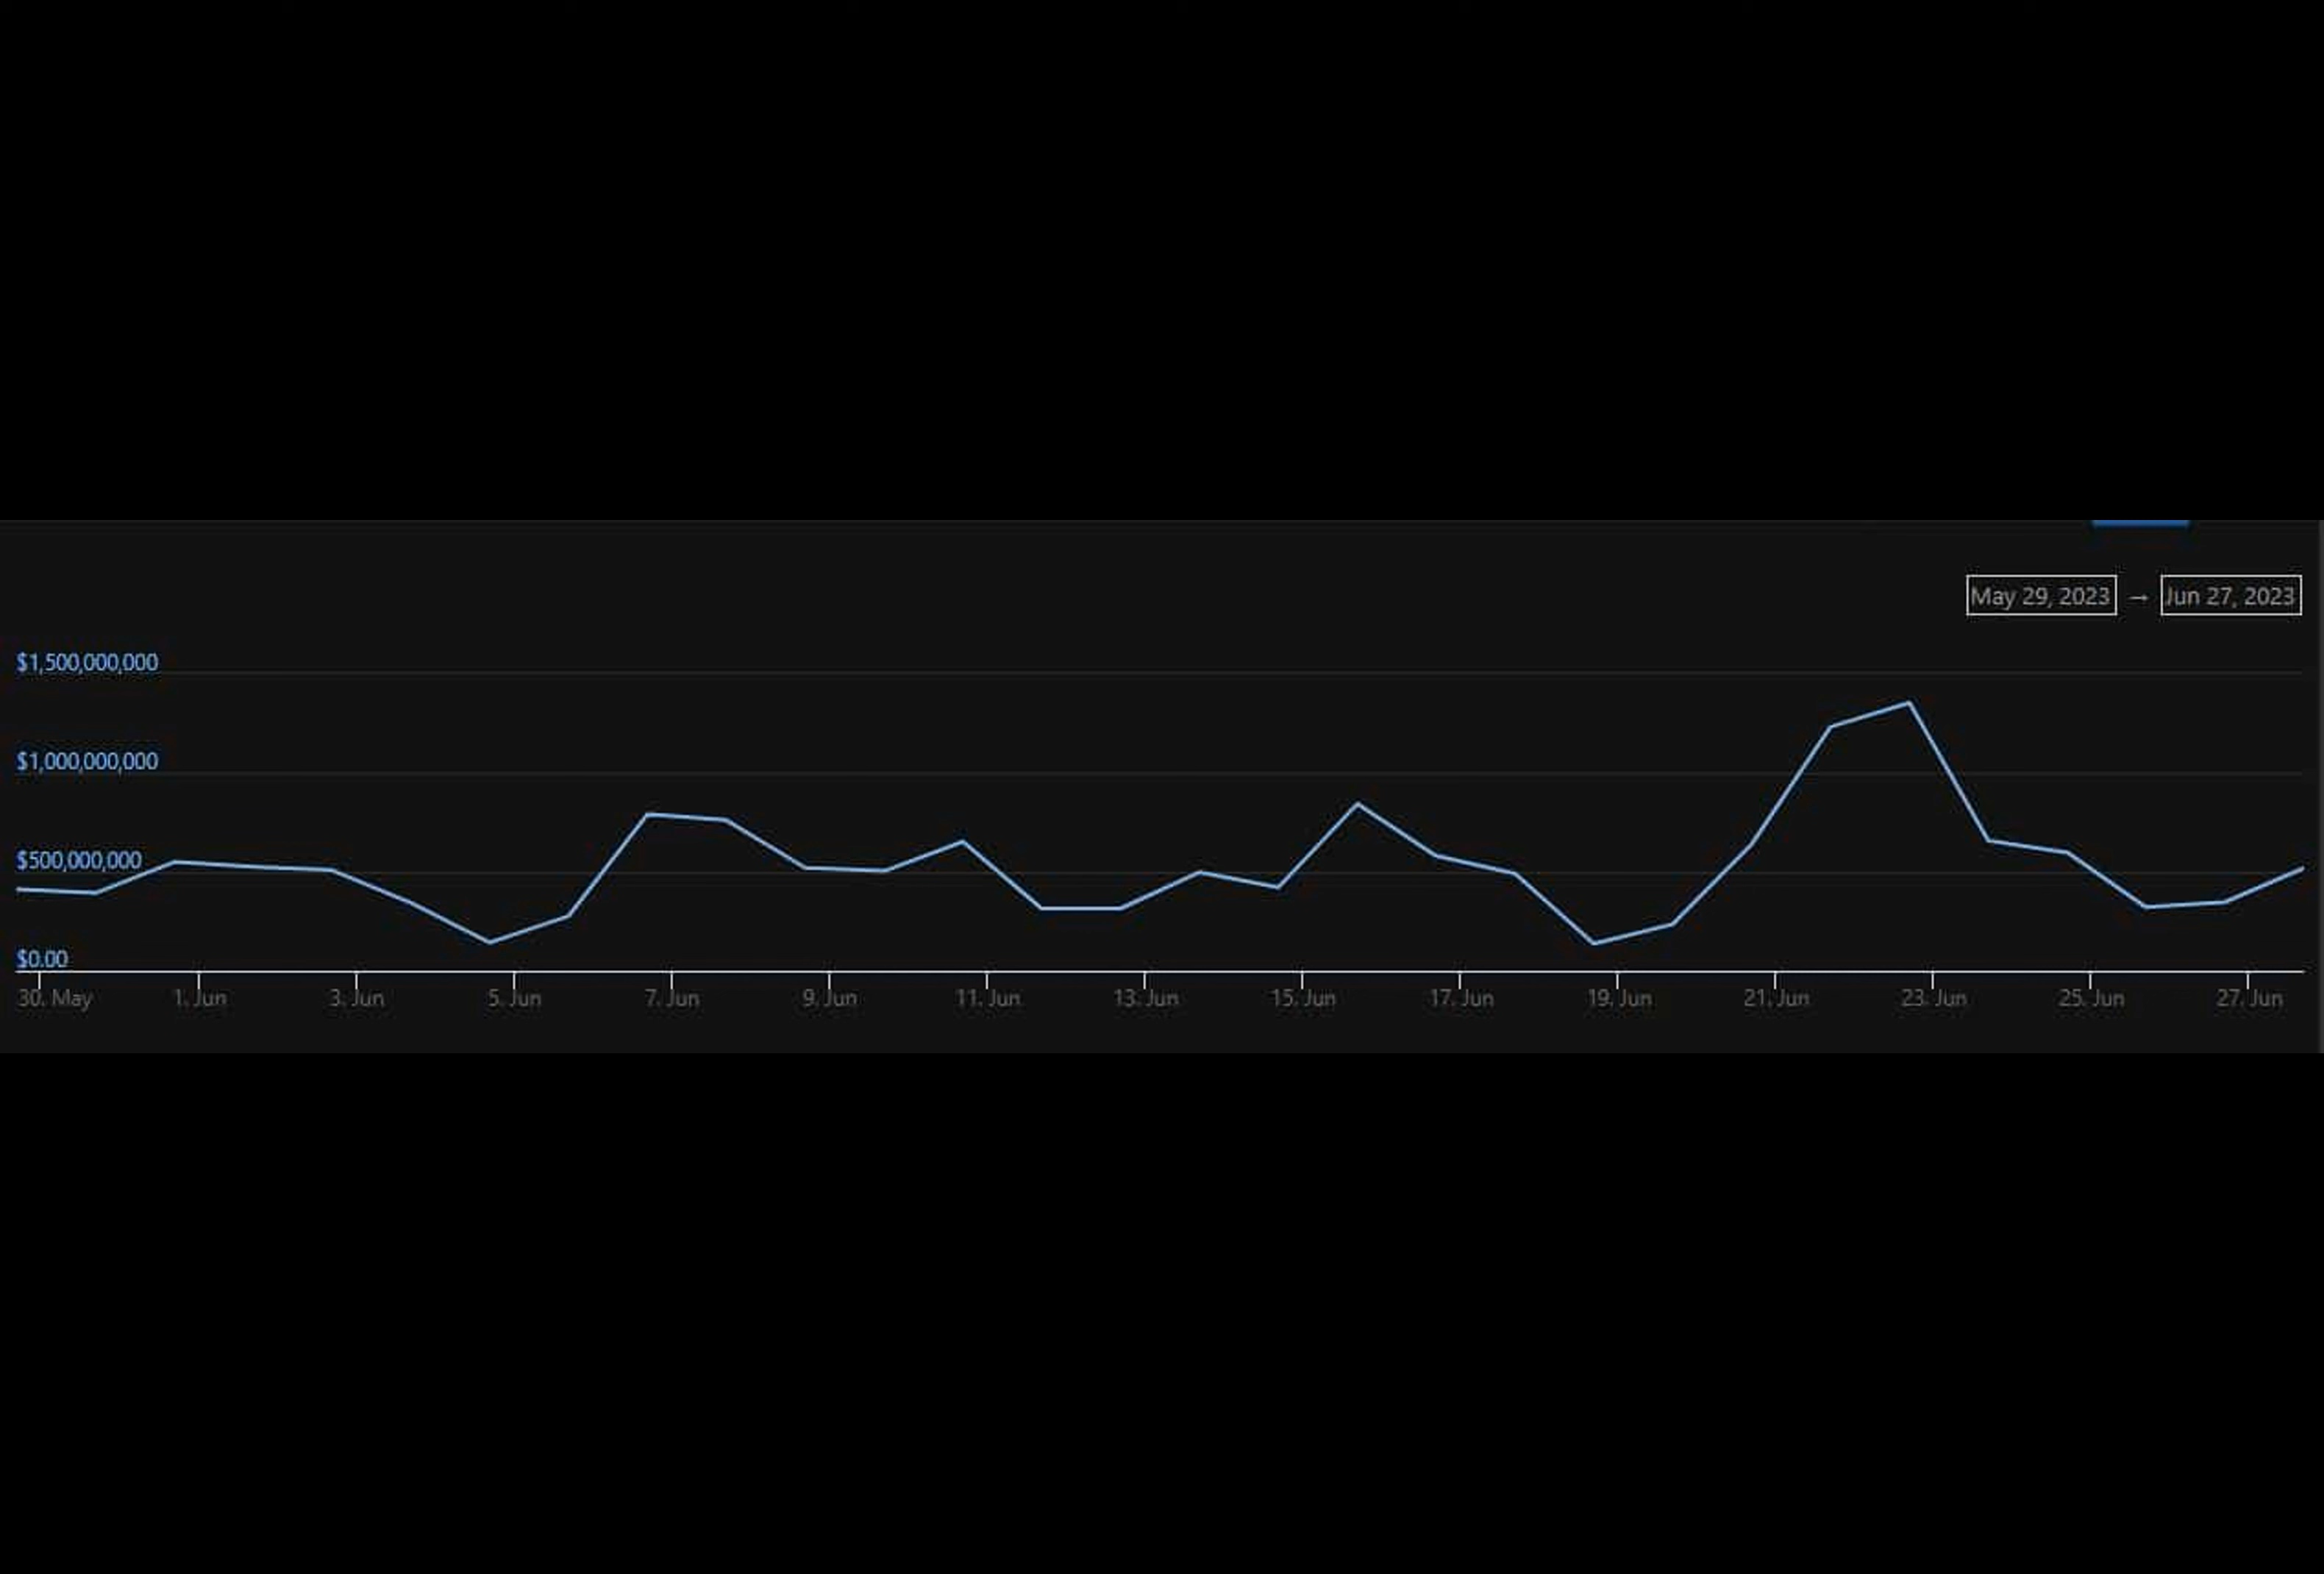 May 29, 2023 → Jun 27, 2023
$1,500,000,000
$1,000,000,000
$500,000,000
$0.00
30. May 1. Jun 3. Jun 5. Jun 7. Jun 9. Jun 11. Jun 13. Jun 15. Jun 17. Jun 19. Jun 21. Jun 23. Jun 25. Jun 27. Jun